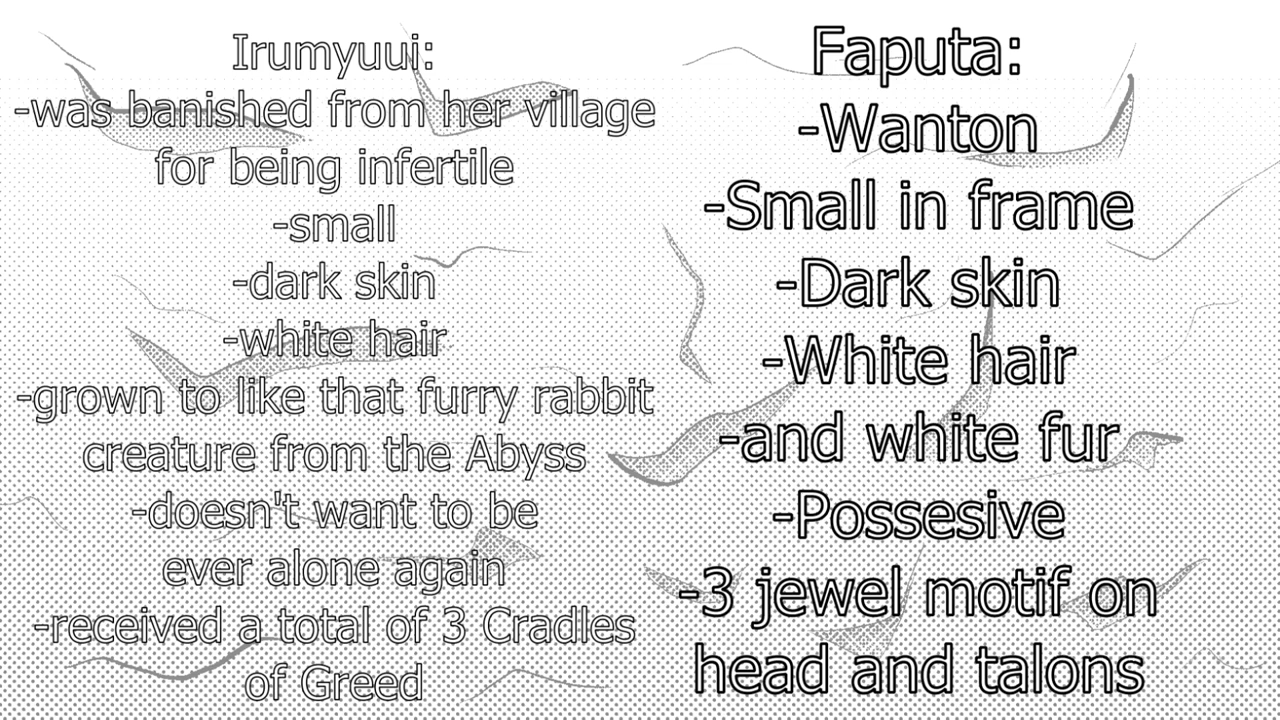 Irumyuui:
-was banished from her village
for being infertile
-small
-dark skin
-white hair
-grown to like that furry rabbit
creature from the Abyss
-doesn't want to be
ever alone again
-received a total of 3 Cradles
of Greed
Faputa:
-Wanton
-Small in frame
-Dark skin
-White hair
-and white fur
-Possesive
-3 jewel motif on
head and talons